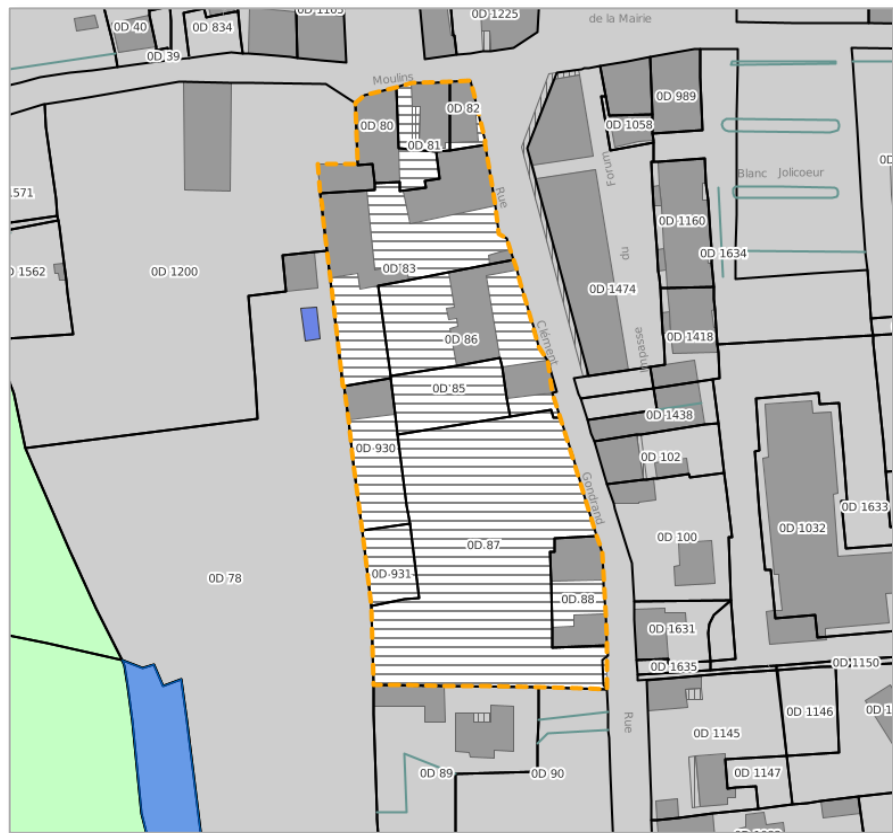 0D 1105
0D 1225
0D 40
0D 834
de la Mairie
0D 39
Moulins
0D 989
0D 82
0D 80
0D 1058
0D 81
Forum
Blanc Jolicoeur
1571
Rue
0D 1160
du
0D 1634
0D 1562
0D 1200
0D 83
0D 1474
Clément
Impasse
0D 86
0D 1418
0D 85
0D 1438
0D 930
0D 102
Gondrand
0D 1633
0D 1032
0D 100
0D 87
0D 931
0D 78
0D 88
0D 1631
0D 1635
0D 1150
0D 1146
Rue
0D 1145
0D 89
0D 90
0D 1147